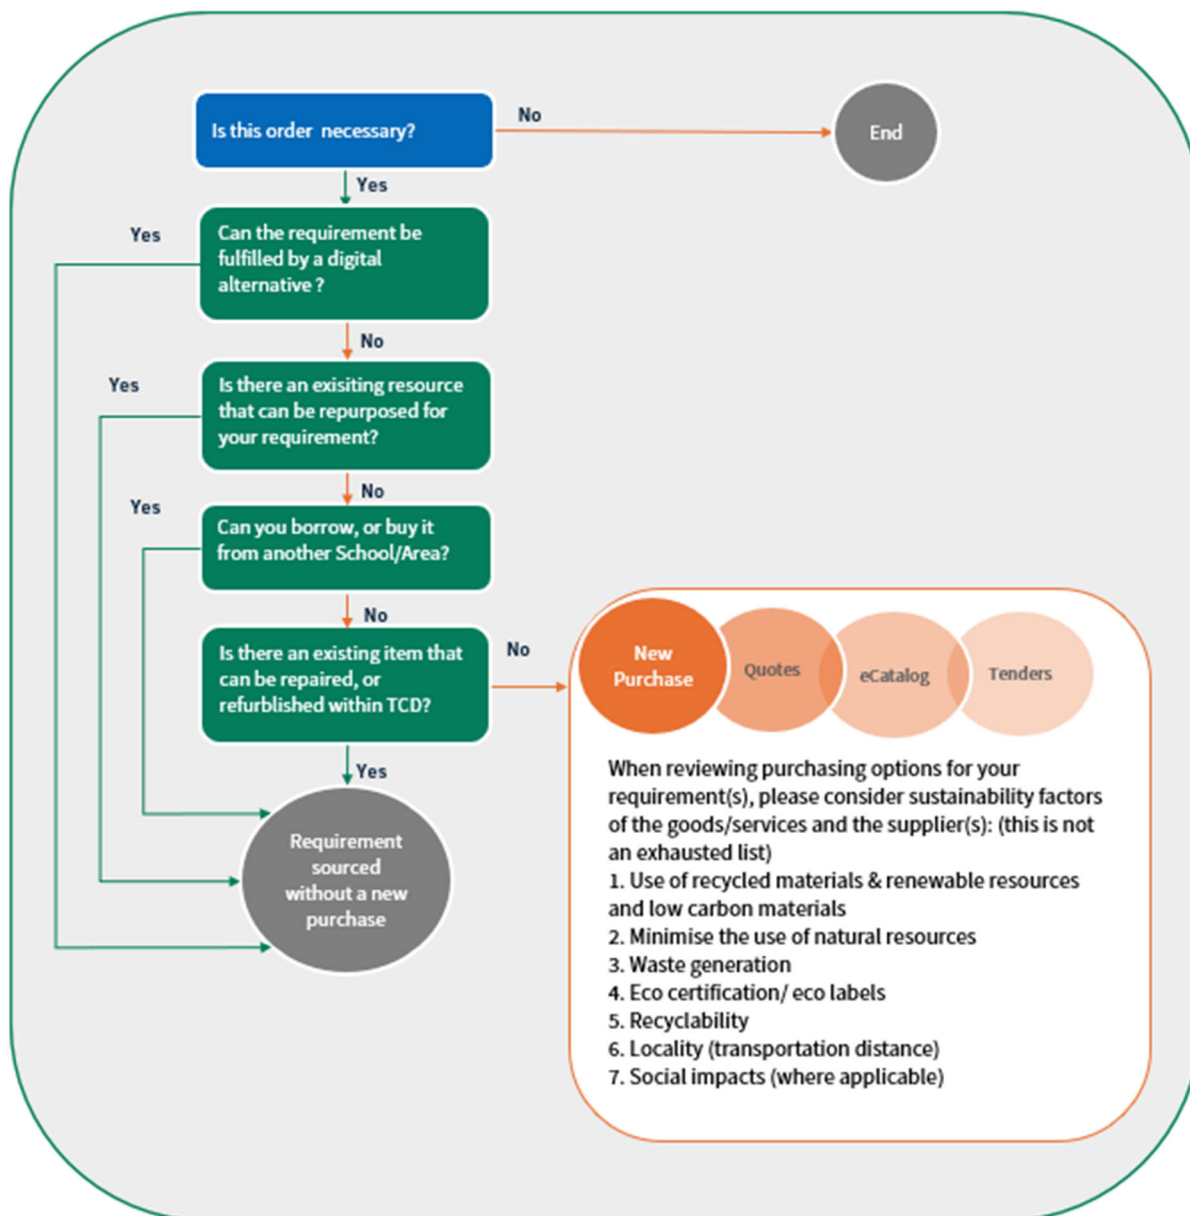 Is this order  necessary?
No
End
Yes
Yes
Can the requirement be
fulfilled by a digital
alternative ?
No
Yes
Is there an exisiting resource
that can be repurposed for
your requirement?
No
Yes
Can you borrow, or buy it
from another School/Area?
No
Is there an existing item that
can be repaired, or
refurblished within TCD?
No
Yes
Requirement
sourced
without a new
purchase
New
Purchase
Quotes
eCatalog
Tenders
When reviewing purchasing options for your
requirement(s), please consider sustainability factors
of the goods/services and the supplier(s): (this is not
an exhausted list)
1. Use of recycled materials & renewable resources
and low carbon materials
2. Minimise the use of natural resources
3. Waste generation
4. Eco certification/ eco labels
5. Recyclability
6. Locality (transportation distance)
7. Social impacts (where applicable)